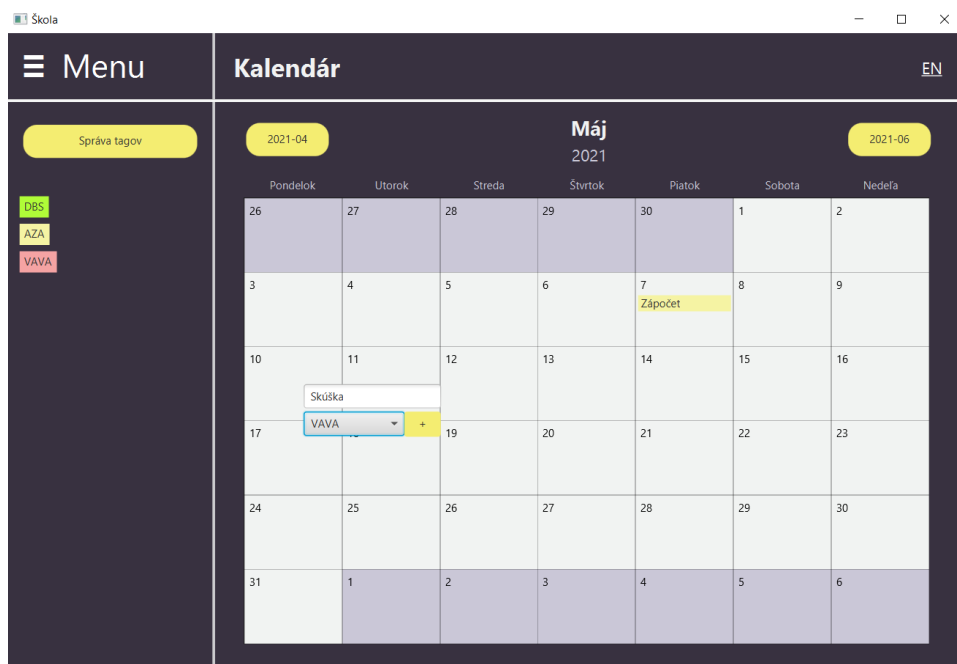 Škola
Menu
Kalendár
EN
Správa tagov
DBS
AZA
VAVA
2021-04
Máj
2021
2021-06
Pondelok Utorok Streda Štvrtok Piatok Sobota Nedeľa
26 27 28 29 30 1 2
3 4 5 6 7 8 9
Zápočet
10 11 12 13 14 15 16
Skúška
VAVA +
17 19 20 21 22 23
24 25 26 27 28 29 30
31 1 2 3 4 5 6